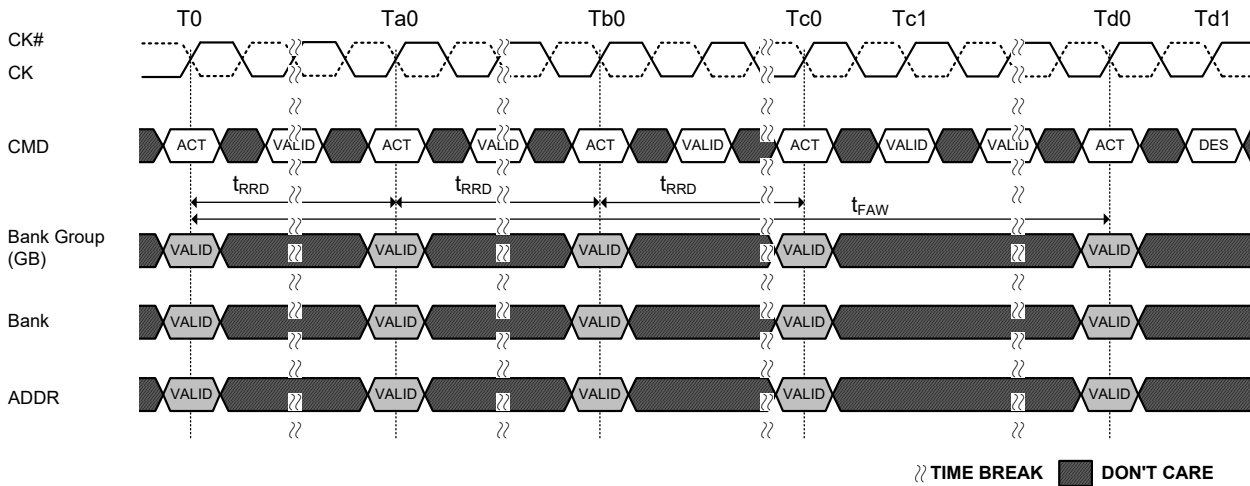 T0 Ta0 Tb0 Tc0 Tc1 Td0 Td1
CK#
CK
CMD ACT VALID ACT VALID ACT VALID ACT VALID VALID ACT DES
tRRD tRRD tRRD
tFAW
Bank Group
(GB) VALID VALID VALID VALID VALID
Bank VALID VALID VALID VALID VALID
ADDR VALID VALID VALID VALID VALID
TIME BREAK DON'T CARE